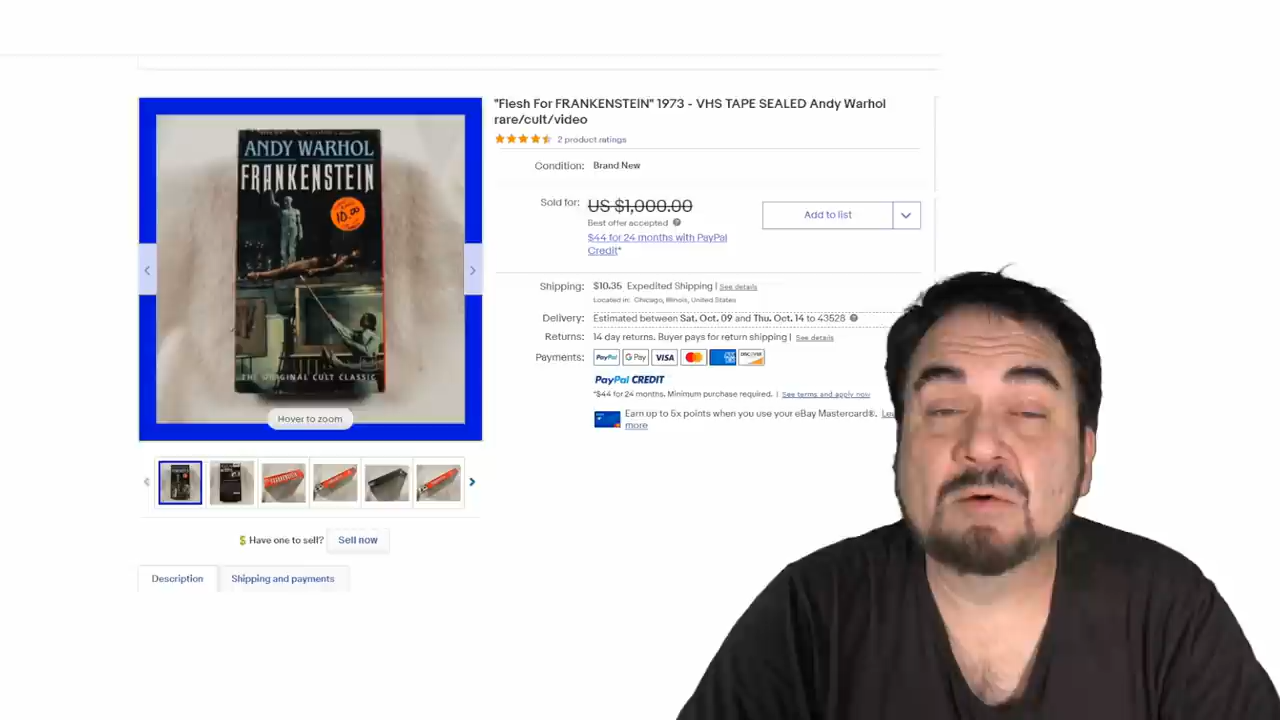 "Flesh For FRANKENSTEIN" 1973 - VHS TAPE SEALED Andy Warhol
rare/cult/video
2 product ratings
Condition: Brand New
Sold for: US $1,000.00
Best offer accepted
$44 for 24 months with PayPal
Credit*
Add to list
Shipping: $10.35 Expedited Shipping | See details
Located in: Chicago, Illinois, United States
Delivery: Estimated between Sat. Oct. 09 and Thu. Oct. 14 to 43528
Returns: 14 day returns. Buyer pays for return shipping | See details
Payments: PayPal G Pay VISA DISCOVER
PayPal CREDIT
*$44 for 24 months. Minimum purchase required. | See terms and apply now
Earn up to 5x points when you use your eBay Mastercard®.
more
ANDY WARHOL
FRANKENSTEIN
10.00
THE ORIGINAL CULT CLASSIC
Hover to zoom
Have one to sell? Sell now
Description
Shipping and payments